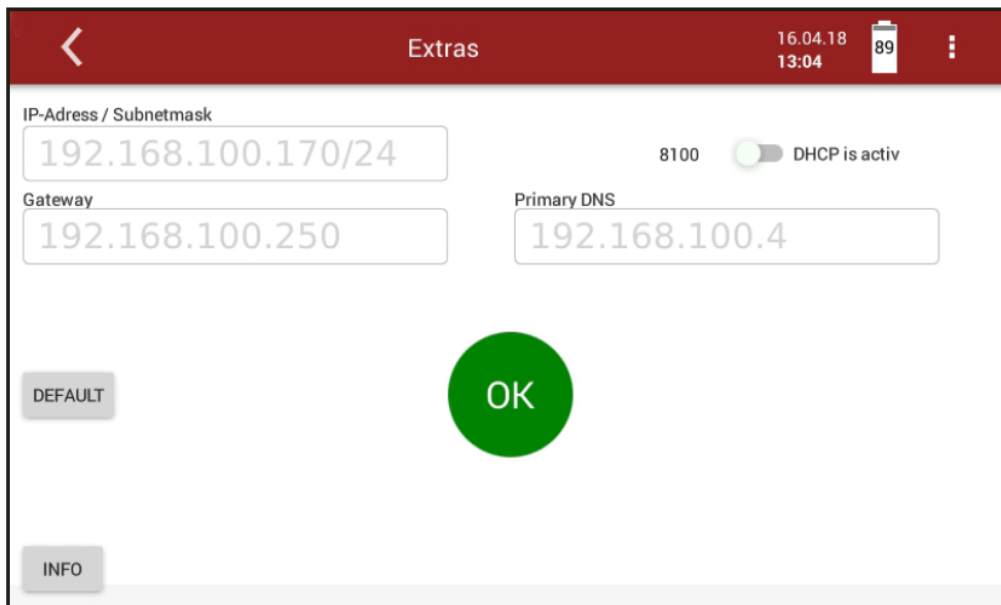 Extras
16.04.18
13:04
89
IP-Adress / Subnetmask
192.168.100.170/24
8100
DHCP is activ
Gateway
192.168.100.250
Primary DNS
192.168.100.4
DEFAULT
OK
INFO